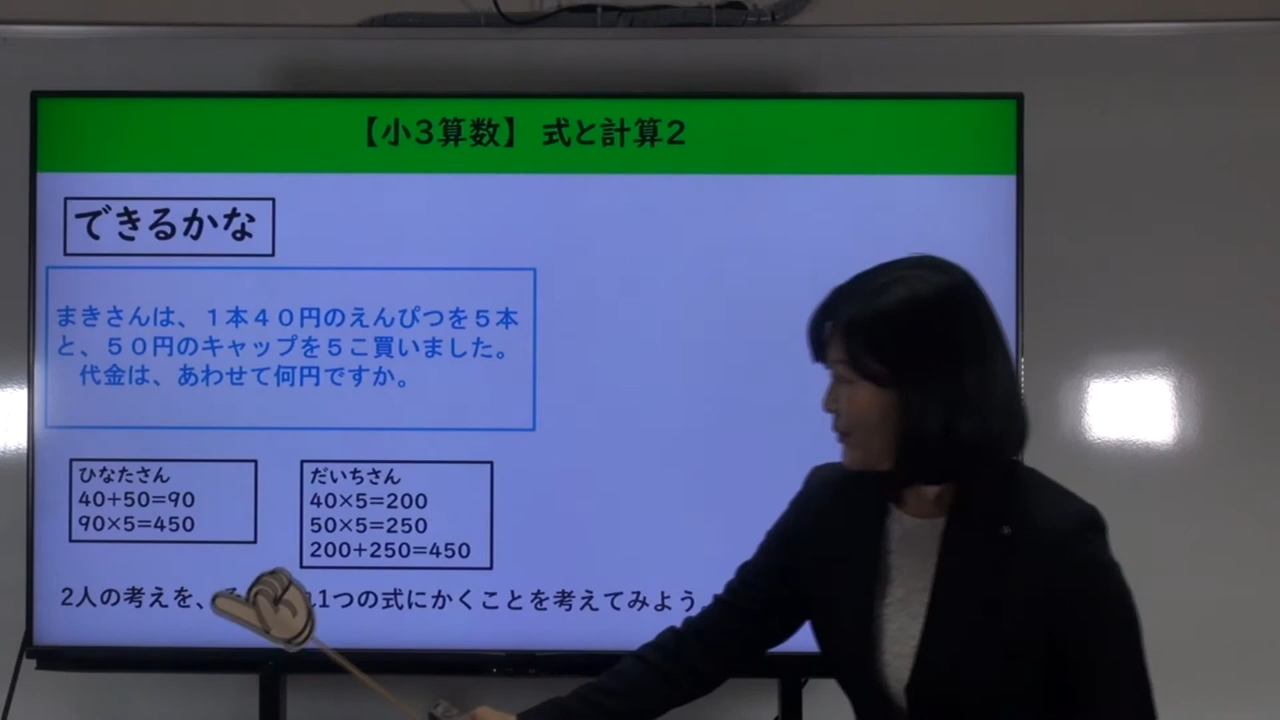 【小3算数】 式と計算2
できるかな
まきさんは、1本40円のえんぴつを5本
と、50円のキャップを5こ買いました。
代金は、あわせて何円ですか。
ひなたさん
40+50=90
90×5=450
だいちさん
40×5=200
50×5=250
200+250=450
2人の考えを、 1つの式にかくことを考えてみよう